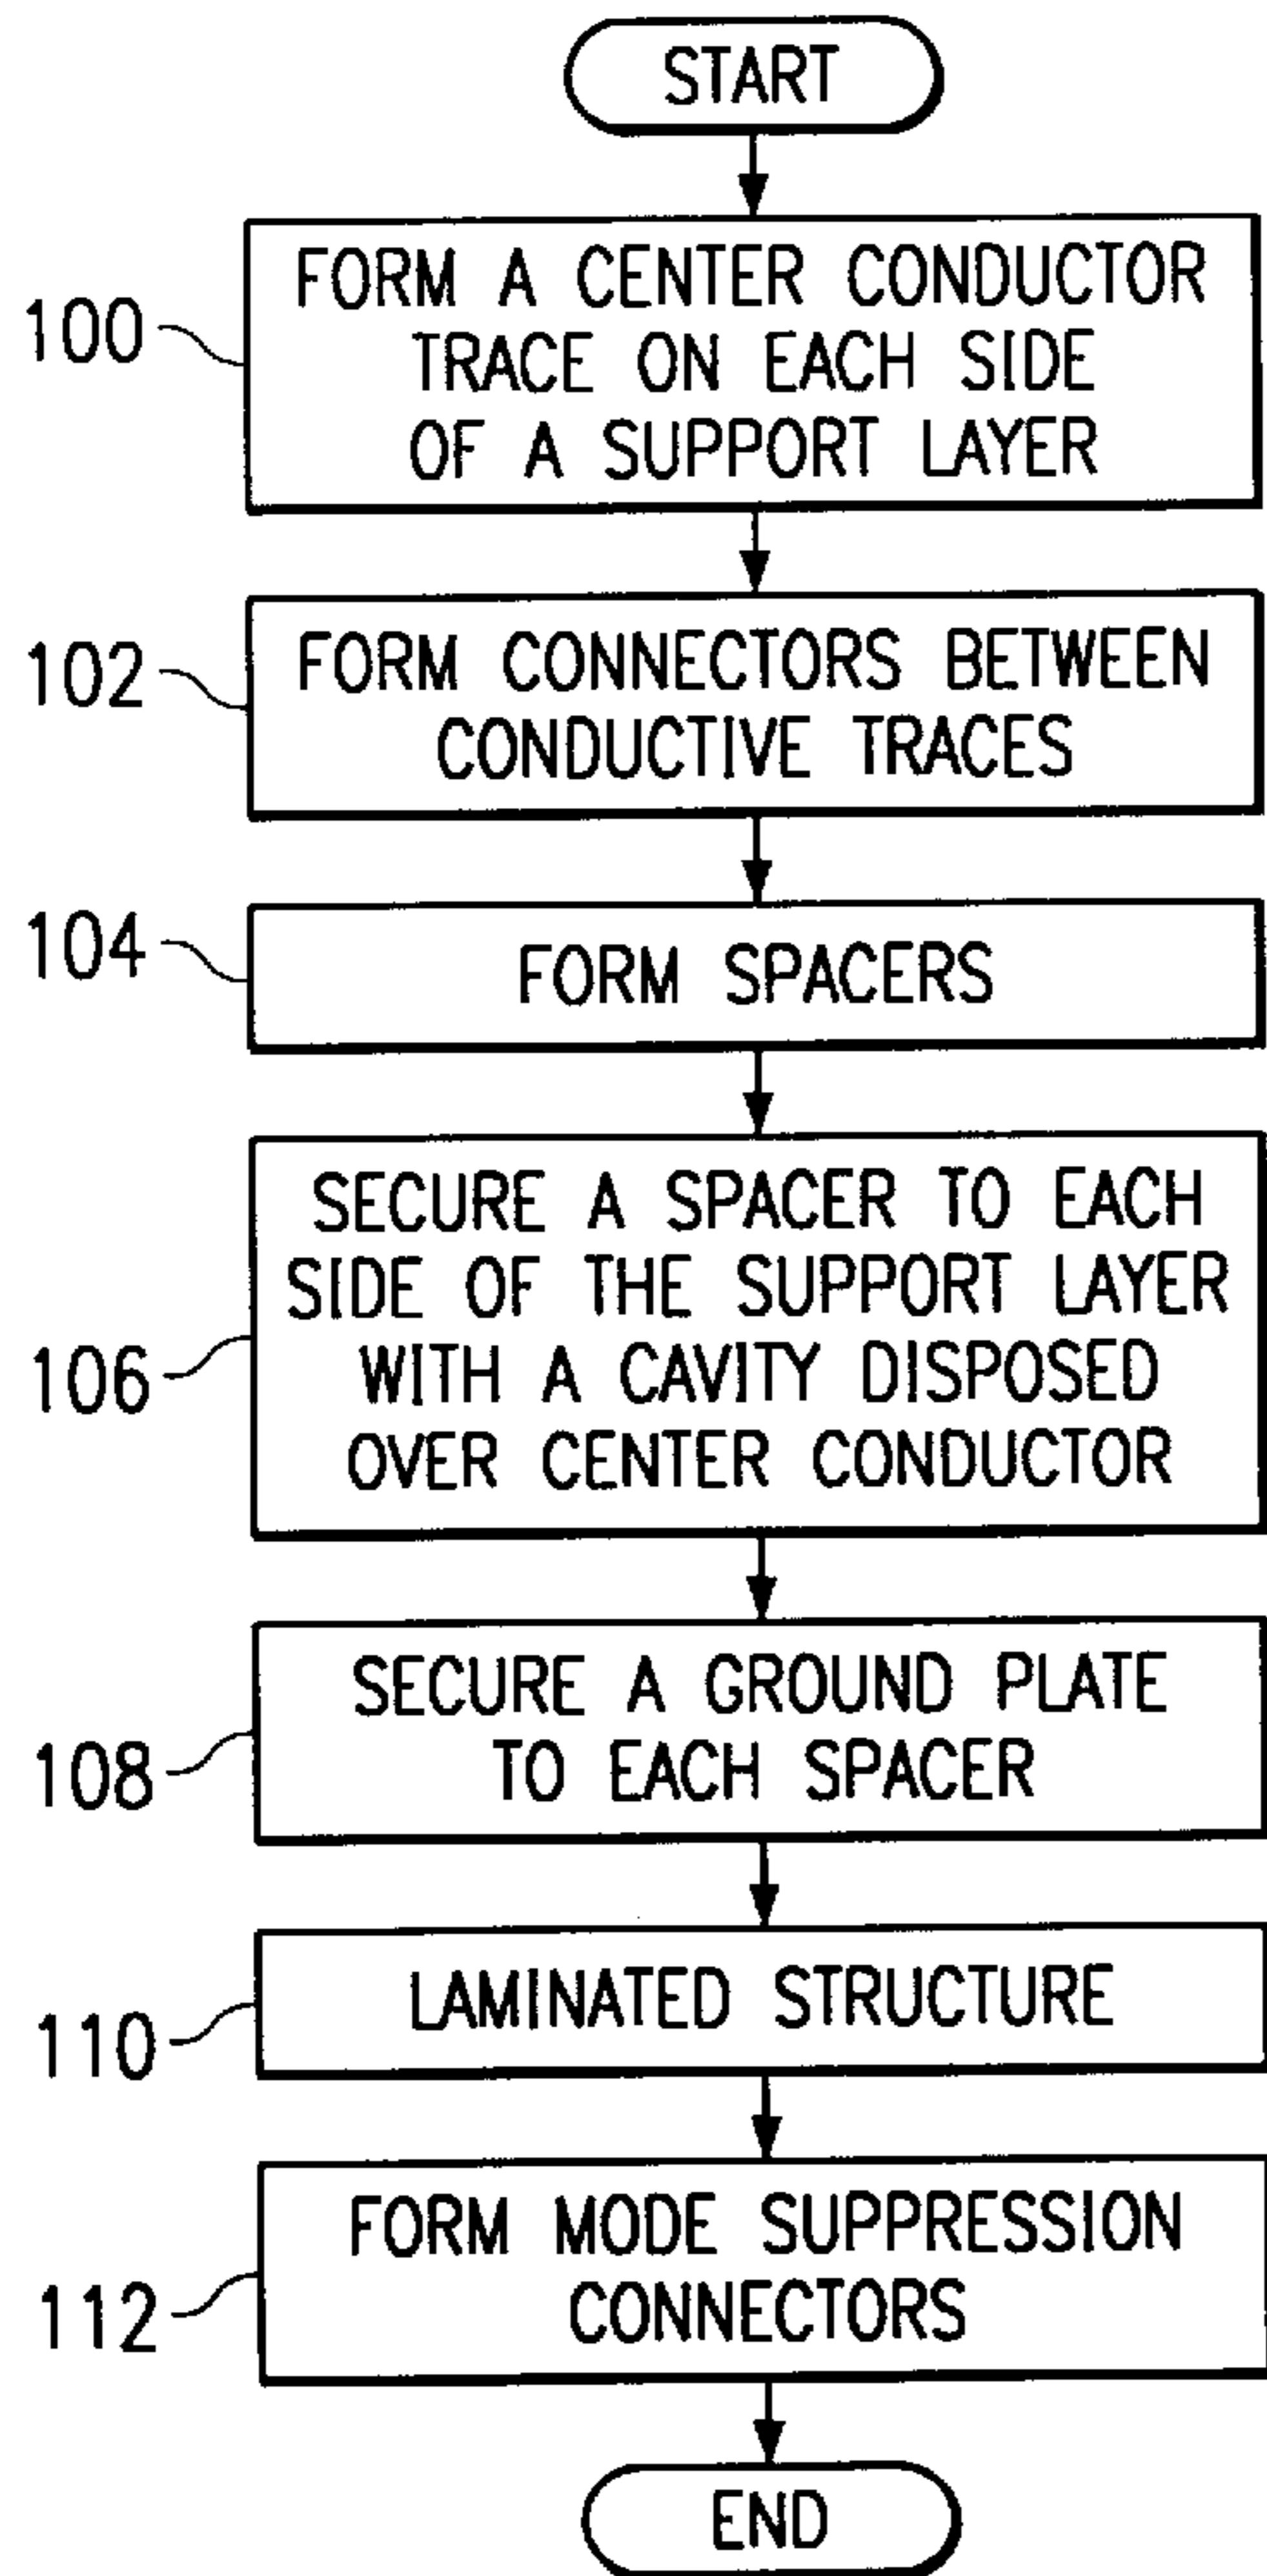 START
100
FORM A CENTER CONDUCTOR
TRACE ON EACH SIDE
OF A SUPPORT LAYER
102
FORM CONNECTORS BETWEEN
CONDUCTIVE TRACES
104
FORM SPACERS
106
SECURE A SPACER TO EACH
SIDE OF THE SUPPORT LAYER
WITH A CAVITY DISPOSED
OVER CENTER CONDUCTOR
108
SECURE A GROUND PLATE
TO EACH SPACER
110
LAMINATED STRUCTURE
112
FORM MODE SUPPRESSION
CONNECTORS
END